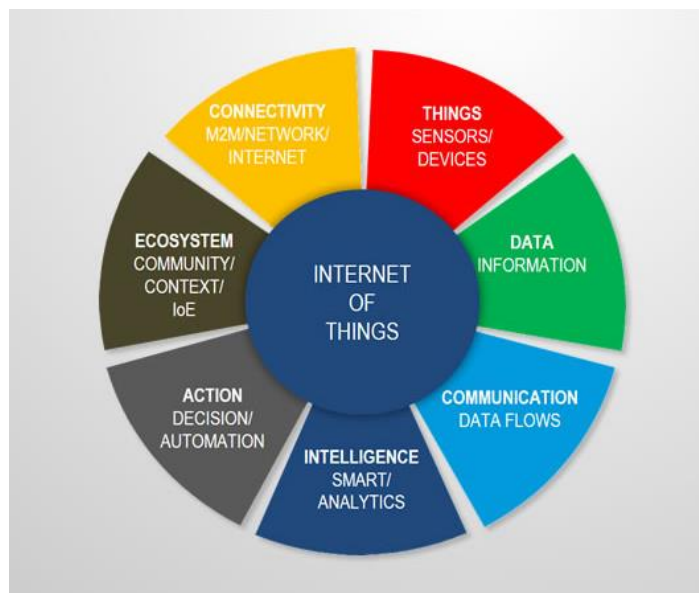 CONNECTIVITY
M2M/NETWORK/
INTERNET
THINGS
SENSORS/
DEVICES
DATA
INFORMATION
COMMUNICATION
DATA FLOWS
INTELLIGENCE
SMART/
ANALYTICS
ACTION
DECISION/
AUTOMATION
ECOSYSTEM
COMMUNITY/
CONTEXT/
IoE
INTERNET
OF
THINGS